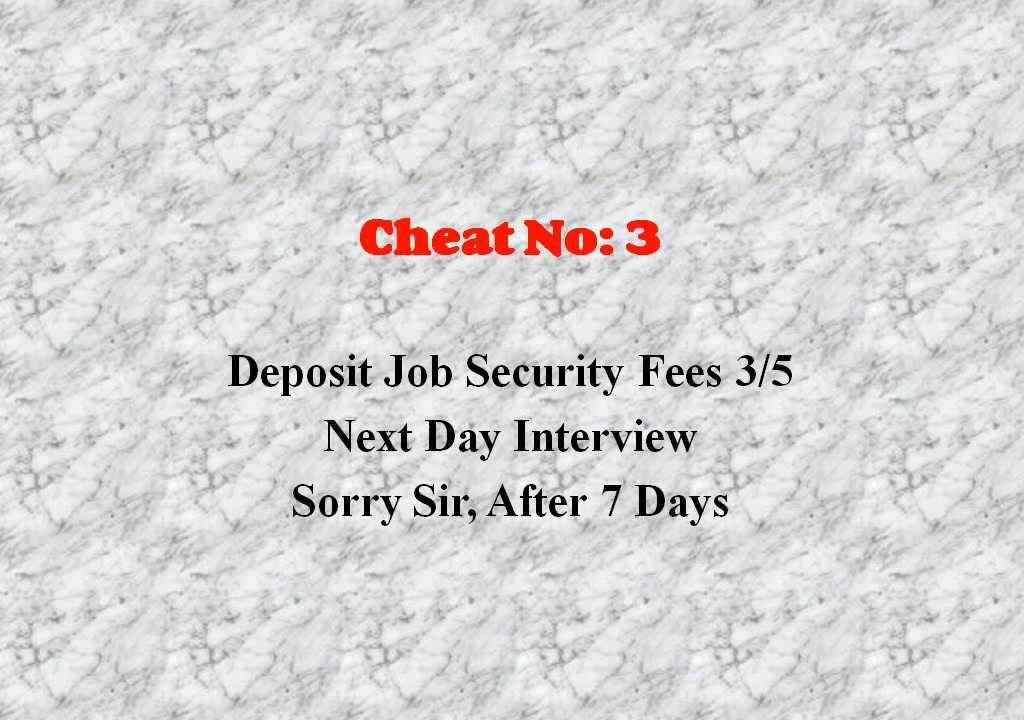 Cheat No: 3
Deposit Job Security Fees 3/5
Next Day Interview
Sorry Sir, After 7 Days